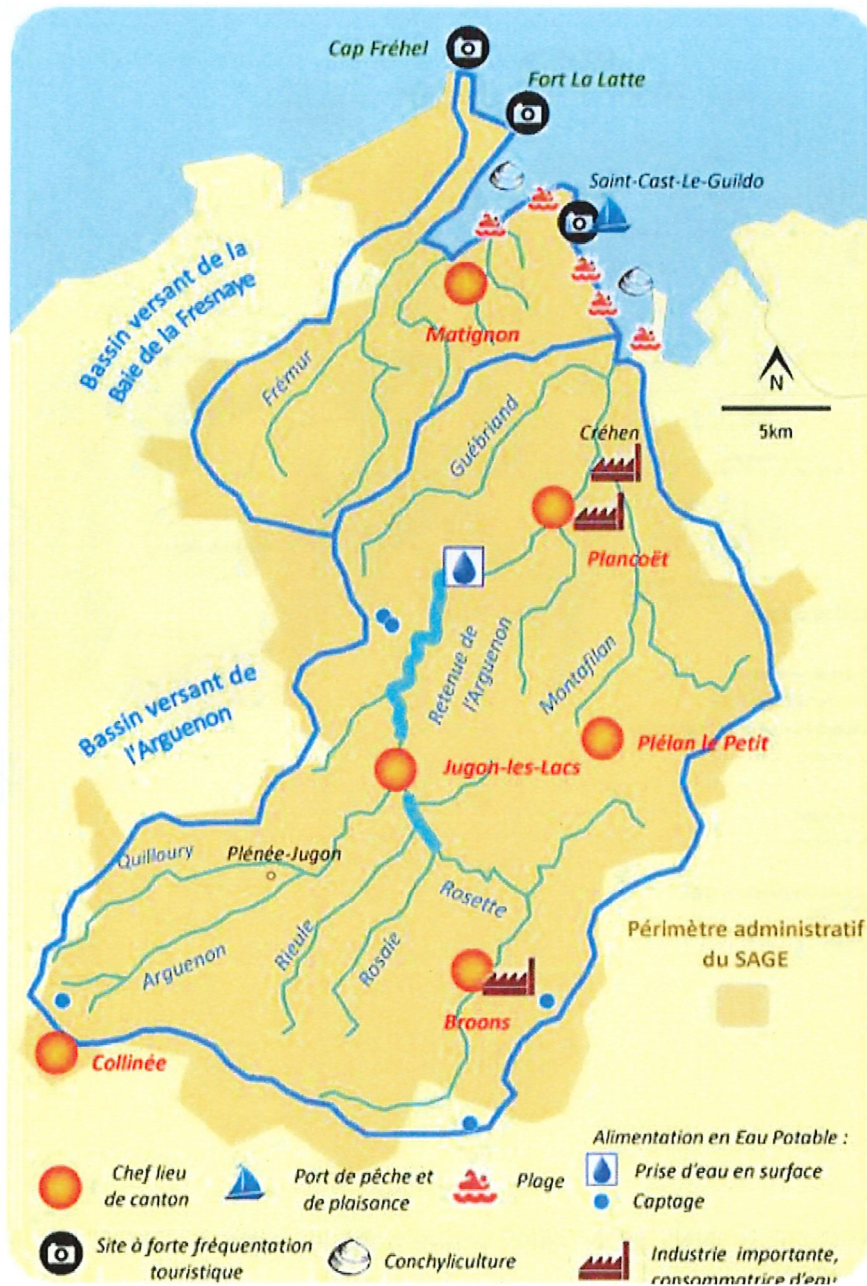 Cap Fréhel
Fort La Latte
Saint-Cast-Le-Guildo
Bassin versant de la
Baie de la Fresnaye
Matignon
Frémur
N
5km
Guébriand
Créhen
Plancoët
Retenue de
l'Arguenon
Montafilan
Bassin versant de
l'Arguenon
Plélan le Petit
Jugon-les-Lacs
Quilloury
Plénée-Jugon
Arguenon
Rieule
Rosaie
Rosette
Périmètre administratif
du SAGE
Broons
Collinée
Alimentation en Eau Potable :
Chef lieu
de canton
Port de pêche et
de plaisance
Plage
Prise d'eau en surface
Captage
Site à forte fréquentation
touristique
Conchyliculture
Industrie importante,
consommatrice d'eau